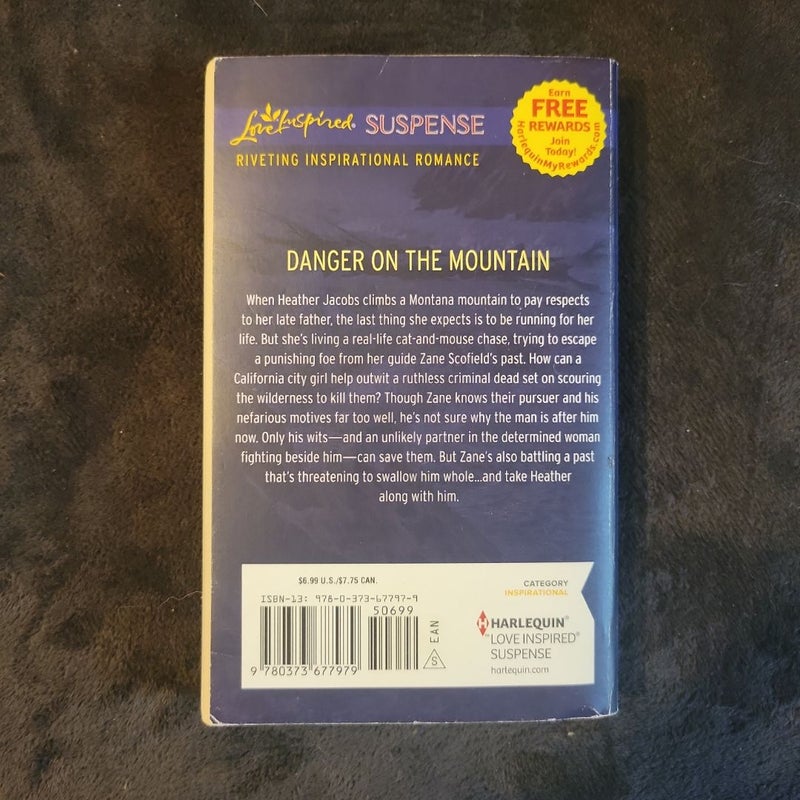 Love Inspired® SUSPENSE
RIVETING INSPIRATIONAL ROMANCE
Earn
FREE
REWARDS
Join
Today!
HarlequinMyRewards.com
DANGER ON THE MOUNTAIN
When Heather Jacobs climbs a Montana mountain to pay respects
to her late father, the last thing she expects is to be running for her
life. But she's living a real-life cat-and-mouse chase, trying to escape
a punishing foe from her guide Zane Scofield's past. How can a
California city girl help outwit a ruthless criminal dead set on scouring
the wilderness to kill them? Though Zane knows their pursuer and his
nefarious motives far too well, he's not sure why the man is after him
now. Only his wits—and an unlikely partner in the determined woman
fighting beside him—can save them. But Zane's also battling a past
that's threatening to swallow him whole...and take Heather
along with him.
$6.99 U.S./$7.75 CAN.
ISBN-13: 978-0-373-67797-9
50699
9 780373 677979
EAN
S
CATEGORY
INSPIRATIONAL
HARLEQUIN®
™LOVE INSPIRED®
SUSPENSE
harlequin.com